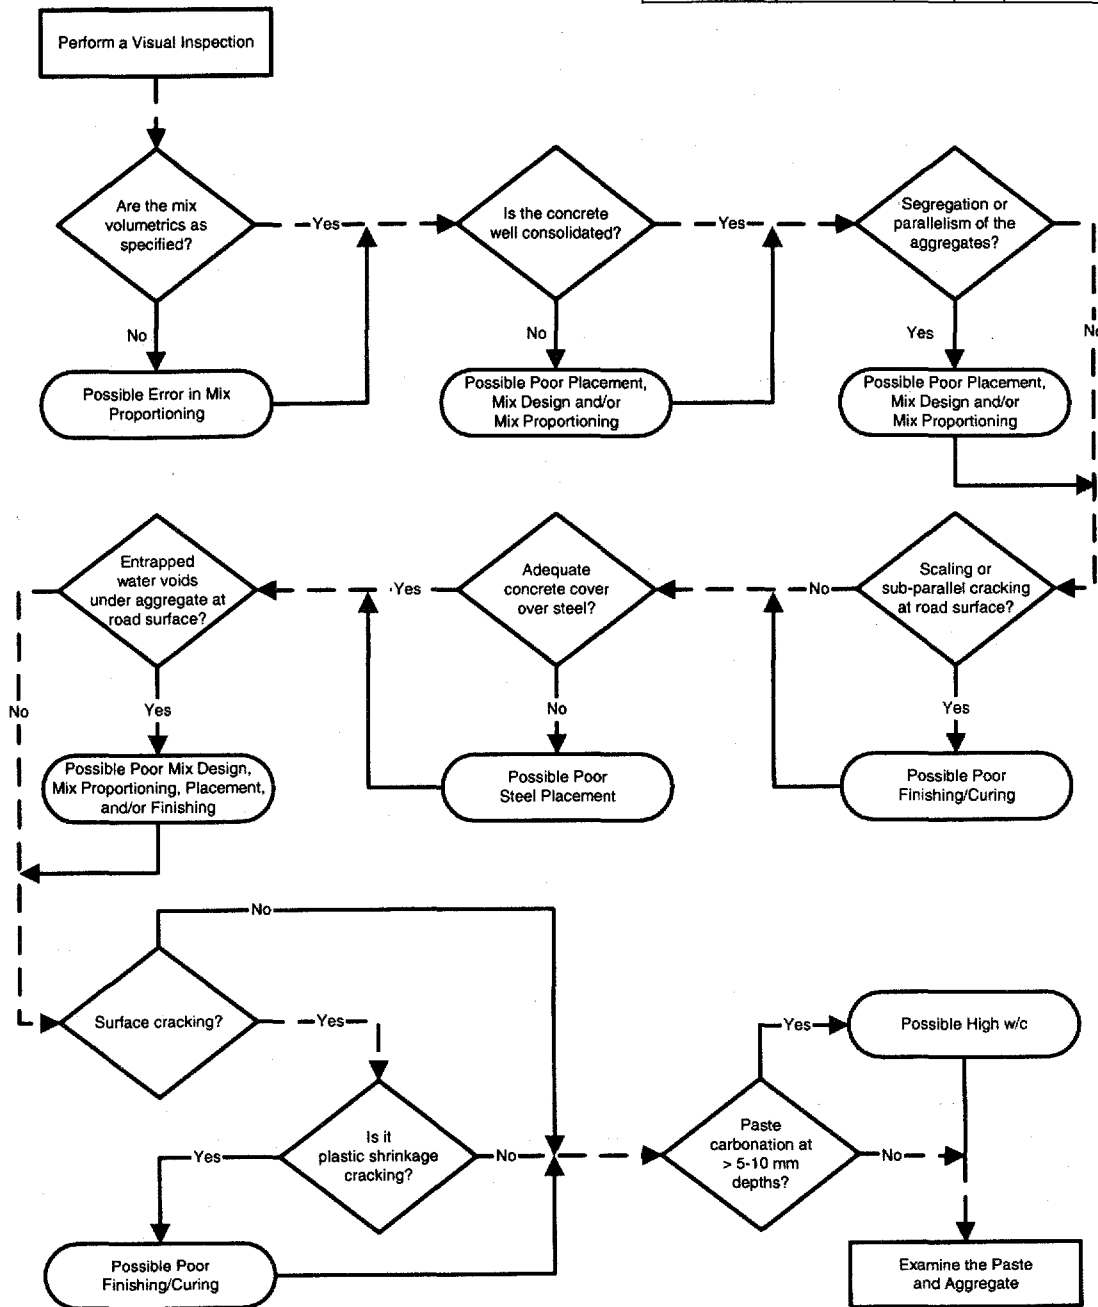 Perform a Visual Inspection
Are the mix
volumetrics as
specified?
Yes
No
Possible Error in Mix
Proportioning
Is the concrete
well consolidated?
Yes
No
Possible Poor Placement,
Mix Design and/or
Mix Proportioning
Segregation or
parallelism of the
aggregates?
Yes
No
Possible Poor Placement,
Mix Design and/or
Mix Proportioning
Scaling or
sub-parallel cracking
at road surface?
No
Yes
Possible Poor
Finishing/Curing
Adequate
concrete cover
over steel?
Yes
No
Possible Poor
Steel Placement
Entrapped
water voids
under aggregate at
road surface?
No
Yes
Possible Poor Mix Design,
Mix Proportioning, Placement,
and/or Finishing
Surface cracking?
No
Yes
Is it
plastic shrinkage
cracking?
Yes
No
Possible Poor
Finishing/Curing
Paste
carbonation at
> 5-10 mm
depths?
Yes
No
Possible High w/c
Examine the Paste
and Aggregate